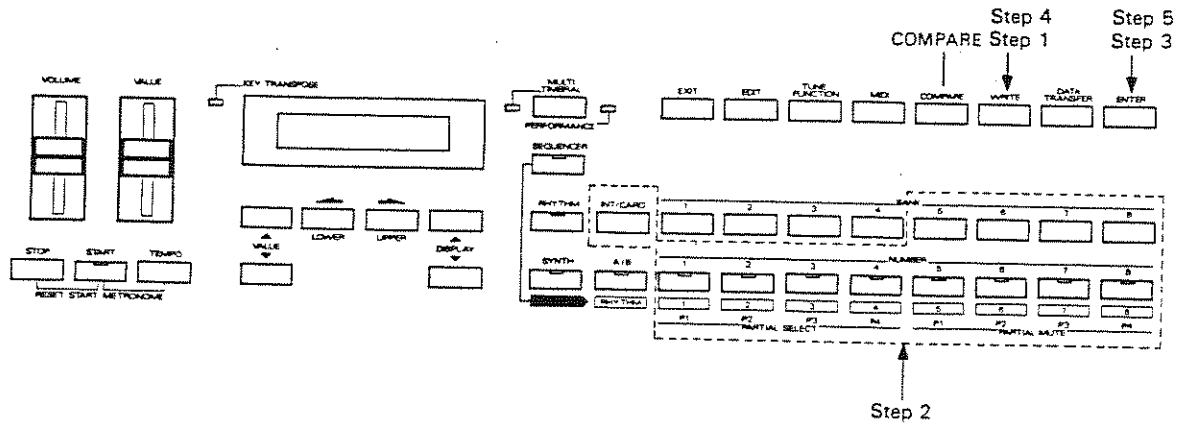 Step 4 Step 5
COMPARE Step 1 Step 3
VOLUME VALUE KEY TRANSPOSE MULTI TIMBRAL EXIT EDIT TUNE FUNCTION MIDI COMPARE WRITE DATA TRANSFER ENTER
PERFORMANCE
SEQUENCER
BANK
RHYTHM INT/CARD 1 2 3 4 5 6 7 8
VALUE LOWER UPPER DISPLAY
NUMBER
STOP START TEMPO SYNTH A/B 1 2 3 4 5 6 7 8
RESET START METRONOME RHYTHM 1 2 3 4 5 6 7 8
P1 P2 P3 P4 P1 P2 P3 P4
PARTIAL SELECT PARTIAL MUTE
Step 2